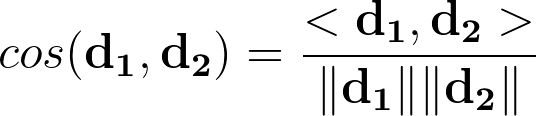 cos(d₁, d₂) = < d₁, d₂ > / ‖d₁‖‖d₂‖